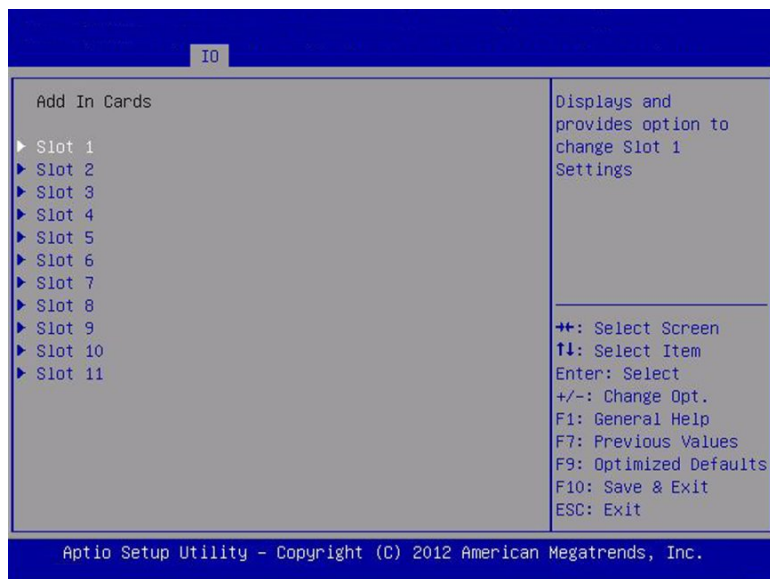 IO
Add In Cards
Slot 1
Slot 2
Slot 3
Slot 4
Slot 5
Slot 6
Slot 7
Slot 8
Slot 9
Slot 10
Slot 11
Displays and
provides option to
change Slot 1
Settings
→←: Select Screen
↑↓: Select Item
Enter: Select
+/-: Change Opt.
F1: General Help
F7: Previous Values
F9: Optimized Defaults
F10: Save & Exit
ESC: Exit
Aptio Setup Utility – Copyright (C) 2012 American Megatrends, Inc.